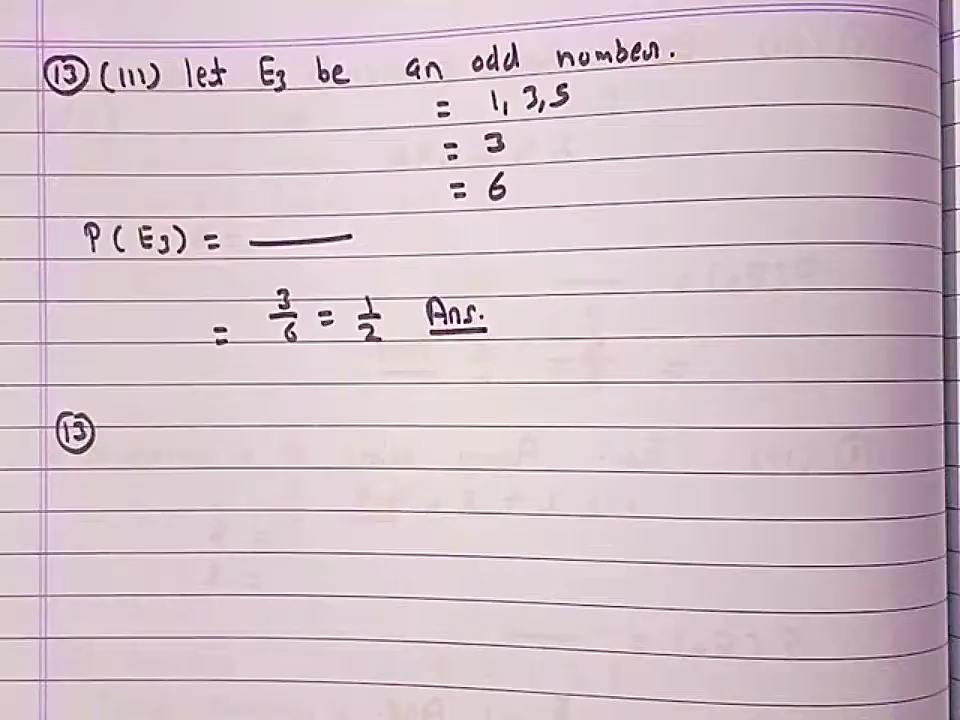 13 (iii) let E3 be an odd number.
= 1, 3, 5
= 3
= 6
P(E3) = ———
= 3/6 = 1/2 Ans.
13